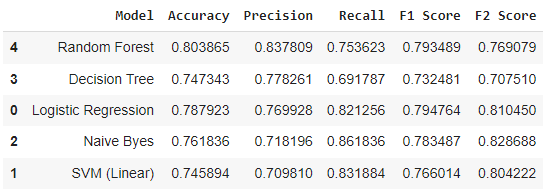 Model Accuracy Precision Recall F1 Score F2 Score
4 Random Forest 0.803865 0.837809 0.753623 0.793489 0.769079
3 Decision Tree 0.747343 0.778261 0.691787 0.732481 0.707510
0 Logistic Regression 0.787923 0.769928 0.821256 0.794764 0.810450
2 Naive Byes 0.761836 0.718196 0.861836 0.783487 0.828688
1 SVM (Linear) 0.745894 0.709810 0.831884 0.766014 0.804222